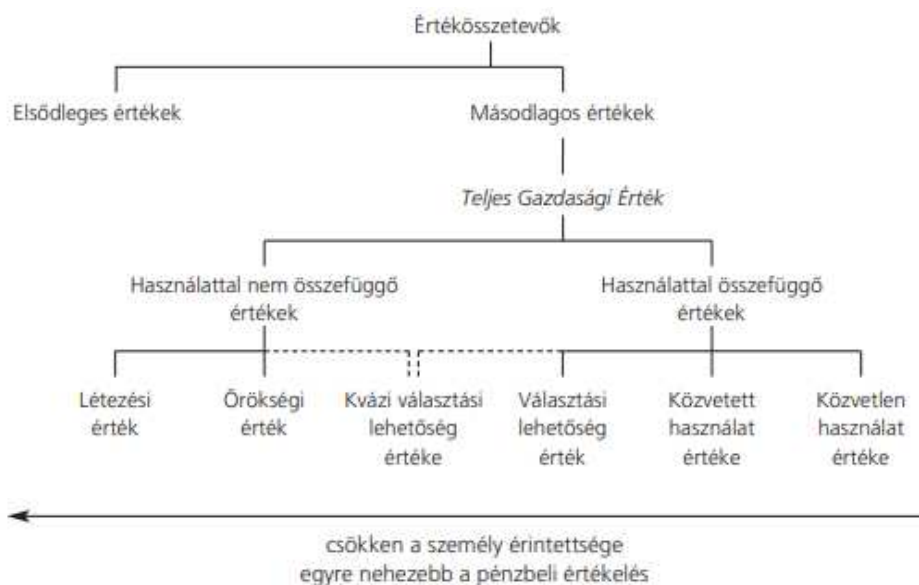 Értékösszetevők
Elsődleges értékek
Másodlagos értékek
Teljes Gazdasági Érték
Használattal nem összefüggő
értékek
Használattal összefüggő
értékek
Létezési
érték
Örökségi
érték
Kvázi választási
lehetőség
értéke
Választási
lehetőség
érték
Közvetett
használat
értéke
Közvetlen
használat
értéke
csökken a személy érintettsége
egyre nehezebb a pénzbeli értékelés